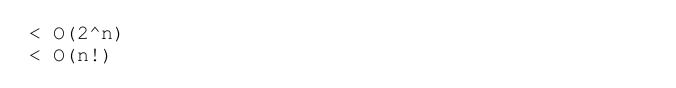 < O(2^n)
< O(n!)